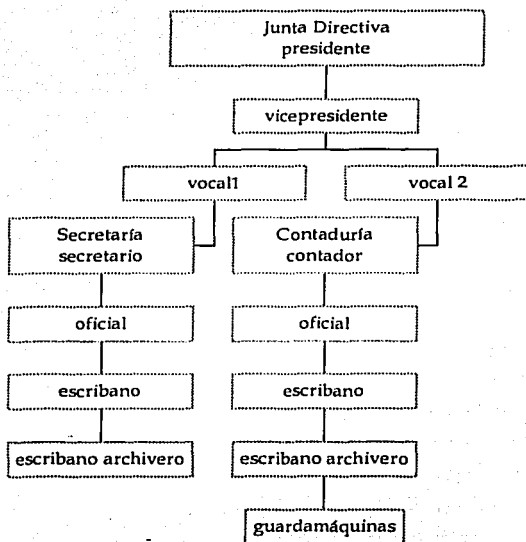 Junta Directiva
presidente
vicepresidente
vocal1
vocal 2
Secretaría
secretario
Contaduría
contador
oficial
oficial
escribano
escribano
escribano archivero
escribano archivero
guardamáquinas